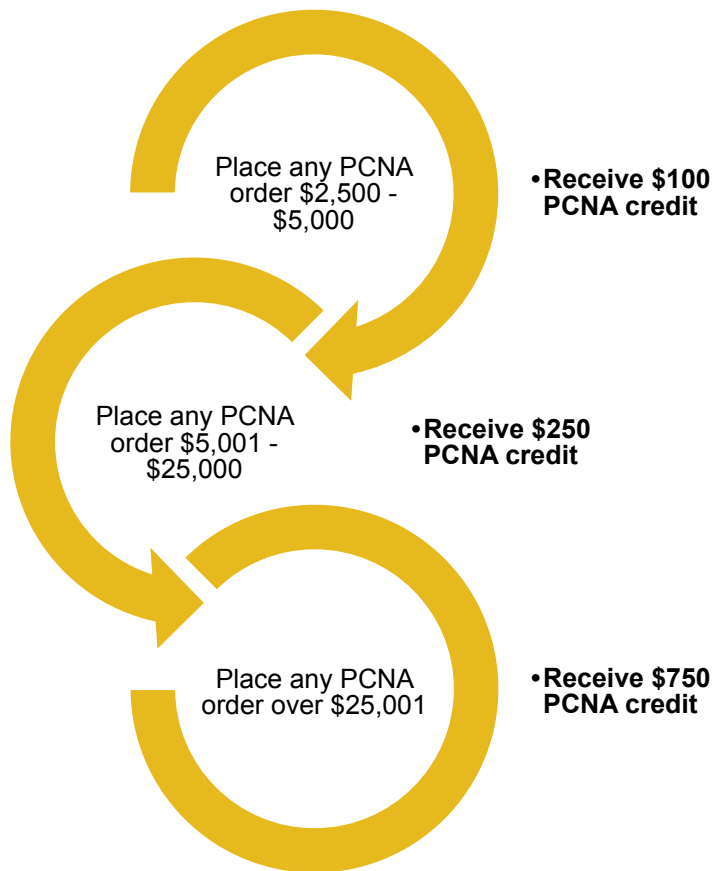 Place any PCNA
order $2,500 -
$5,000
•Receive $100
PCNA credit
Place any PCNA
order $5,001 -
$25,000
•Receive $250
PCNA credit
Place any PCNA
order over $25,001
•Receive $750
PCNA credit